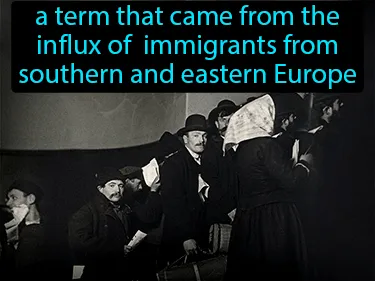 a term that came from the
influx of  immigrants from
southern and eastern Europe